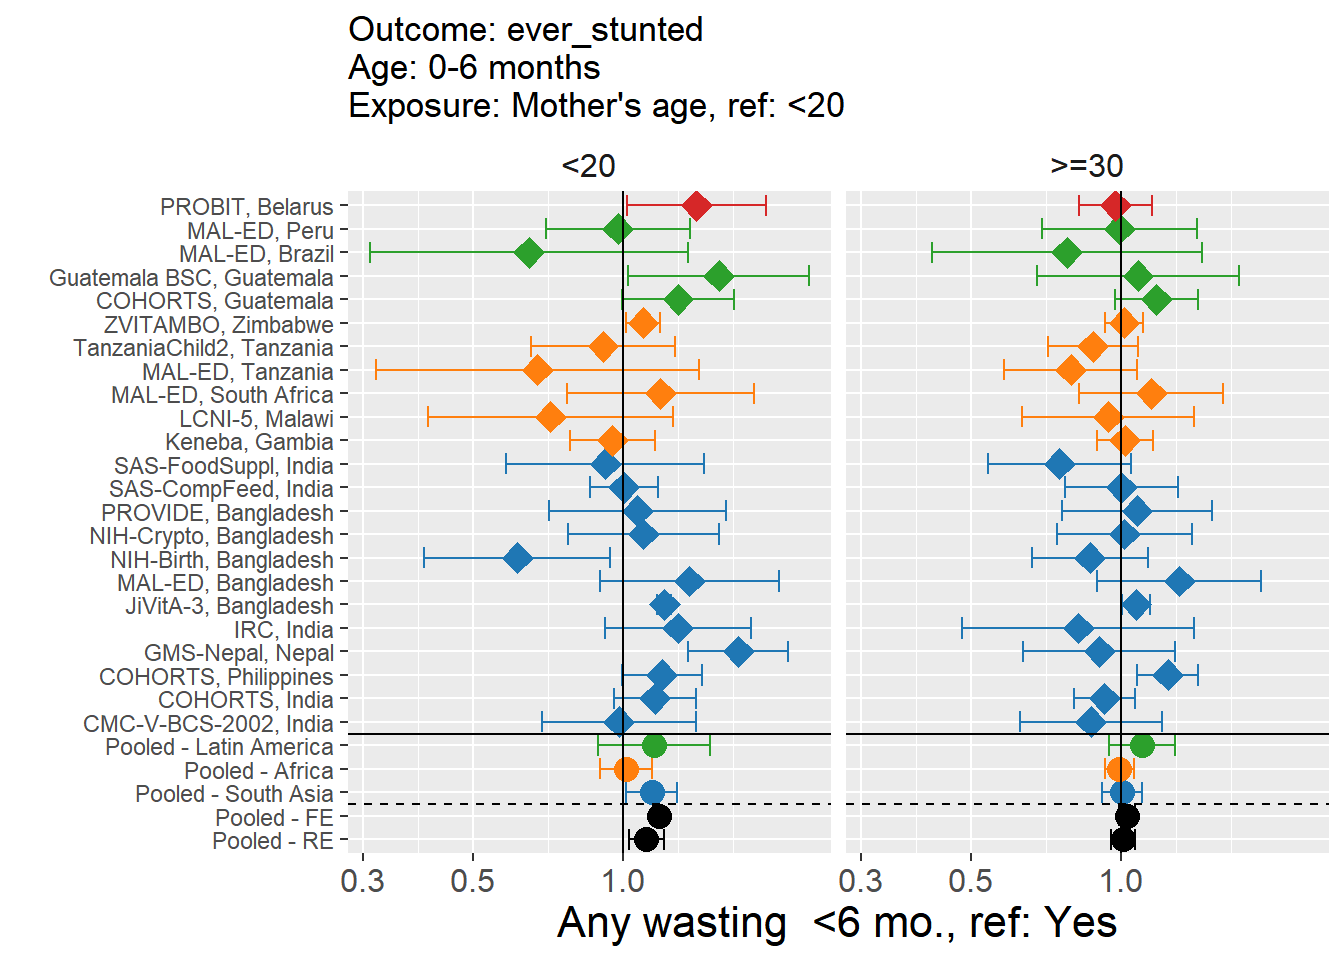 Outcome: ever_stunted
Age: 0-6 months
Exposure: Mother's age, ref: <20
<20
>=30
PROBIT, Belarus
MAL-ED, Peru
MAL-ED, Brazil
Guatemala BSC, Guatemala
COHORTS, Guatemala
ZVITAMBO, Zimbabwe
TanzaniaChild2, Tanzania
MAL-ED, Tanzania
MAL-ED, South Africa
LCNI-5, Malawi
Keneba, Gambia
SAS-FoodSuppl, India
SAS-CompFeed, India
PROVIDE, Bangladesh
NIH-Crypto, Bangladesh
NIH-Birth, Bangladesh
MAL-ED, Bangladesh
JiVitA-3, Bangladesh
IRC, India
GMS-Nepal, Nepal
COHORTS, Philippines
COHORTS, India
CMC-V-BCS-2002, India
Pooled - Latin America
Pooled - Africa
Pooled - South Asia
Pooled - FE
Pooled - RE
0.3 0.5 1.0 0.3 0.5 1.0
Any wasting  <6 mo., ref: Yes